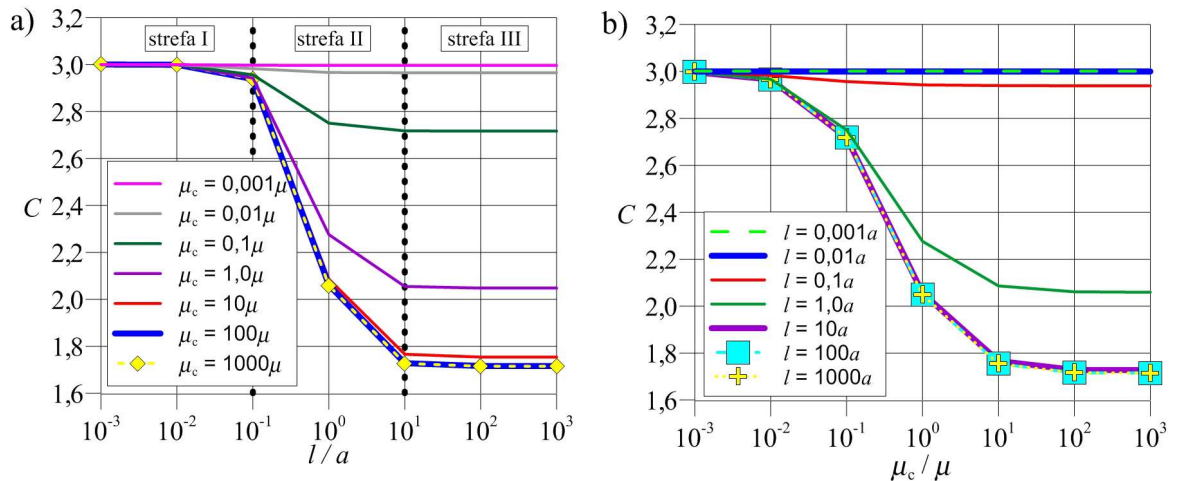 a)
3,2
3,0
2,8
2,6
2,4
2,2
2,0
1,8
1,6
C
strefa I
strefa II
strefa III
μc = 0,001μ
μc = 0,01μ
μc = 0,1μ
μc = 1,0μ
μc = 10μ
μc = 100μ
μc = 1000μ
10⁻³ 10⁻² 10⁻¹ 10⁰ 10¹ 10² 10³
l / a
b)
3,2
3,0
2,8
2,6
2,4
2,2
2,0
1,8
1,6
C
l = 0,001a
l = 0,01a
l = 0,1a
l = 1,0a
l = 10a
l = 100a
l = 1000a
10⁻³ 10⁻² 10⁻¹ 10⁰ 10¹ 10² 10³
μc / μ